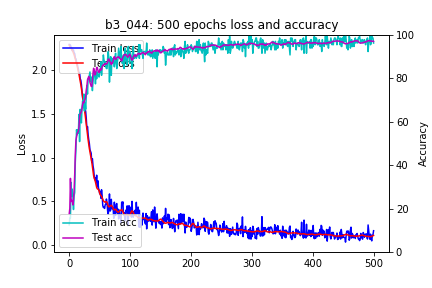 b3_044: 500 epochs loss and accuracy
Train loss
Test loss
Train acc
Test acc
Loss
Accuracy
2.0
1.5
1.0
0.5
0.0
100
80
60
40
20
0
0 100 200 300 400 500